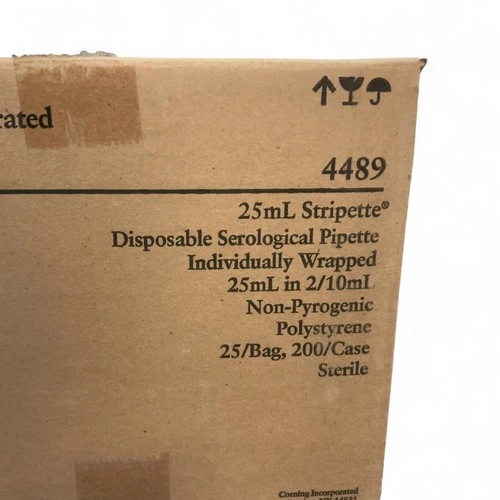 rated
4489
25mL Stripette®
Disposable Serological Pipette
Individually Wrapped
25mL in 2/10mL
Non-Pyrogenic
Polystyrene
25/Bag, 200/Case
Sterile
Corning Incorporated